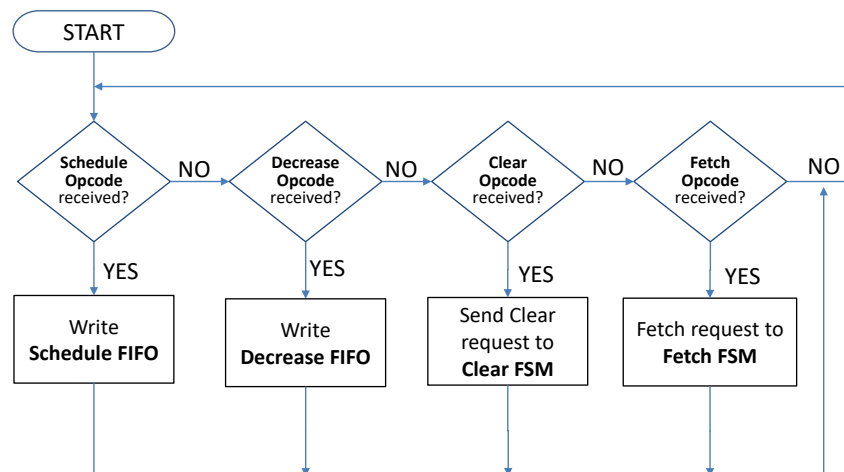 START
Schedule
Opcode
received?
NO
Decrease
Opcode
received?
NO
Clear
Opcode
received?
NO
Fetch
Opcode
received?
NO
YES
YES
YES
YES
Write
Schedule FIFO
Write
Decrease FIFO
Send Clear
request to
Clear FSM
Fetch request to
Fetch FSM